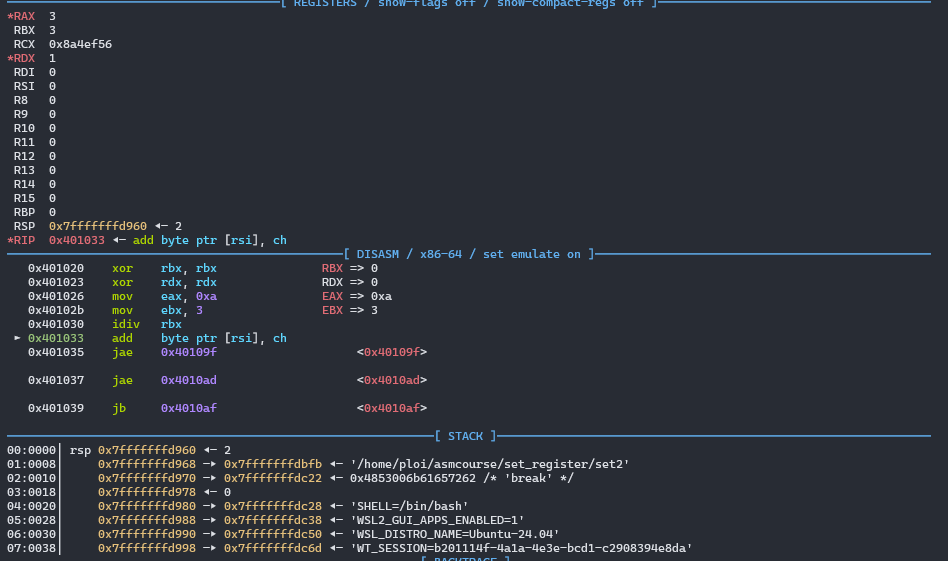 [ REGISTERS / show-flags off / show-compact-regs off ]
*RAX  3
 RBX  3
 RCX  0x8a4ef56
*RDX  1
 RDI  0
 RSI  0
 R8   0
 R9   0
 R10  0
 R11  0
 R12  0
 R13  0
 R14  0
 R15  0
 RBP  0
 RSP  0x7fffffffd960 ◂— 2
*RIP  0x401033 ◂— add byte ptr [rsi], ch
[ DISASM / x86-64 / set emulate on ]
   0x401020    xor    rbx, rbx               RBX => 0
   0x401023    xor    rdx, rdx               RDX => 0
   0x401026    mov    eax, 0xa               EAX => 0xa
   0x40102b    mov    ebx, 3                 EBX => 3
   0x401030    idiv   rbx
 ► 0x401033    add    byte ptr [rsi], ch
   0x401035    jae    0x40109f                    <0x40109f>
   0x401037    jae    0x4010ad                    <0x4010ad>
   0x401039    jb     0x4010af                    <0x4010af>
[ STACK ]
00:0000│ rsp 0x7fffffffd960 ◂— 2
01:0008│     0x7fffffffd968 —▸ 0x7fffffffdbfb ◂— '/home/ploi/asmcourse/set_register/set2'
02:0010│     0x7fffffffd970 —▸ 0x7fffffffdc22 ◂— 0x4853006b61657262 /* 'break' */
03:0018│     0x7fffffffd978 ◂— 0
04:0020│     0x7fffffffd980 —▸ 0x7fffffffdc28 ◂— 'SHELL=/bin/bash'
05:0028│     0x7fffffffd988 —▸ 0x7fffffffdc38 ◂— 'WSL2_GUI_APPS_ENABLED=1'
06:0030│     0x7fffffffd990 —▸ 0x7fffffffdc50 ◂— 'WSL_DISTRO_NAME=Ubuntu-24.04'
07:0038│     0x7fffffffd998 —▸ 0x7fffffffdc6d ◂— 'WT_SESSION=b201114f-4a1a-4e3e-bcd1-c2908394e8da'
[ BACKTRACE ]